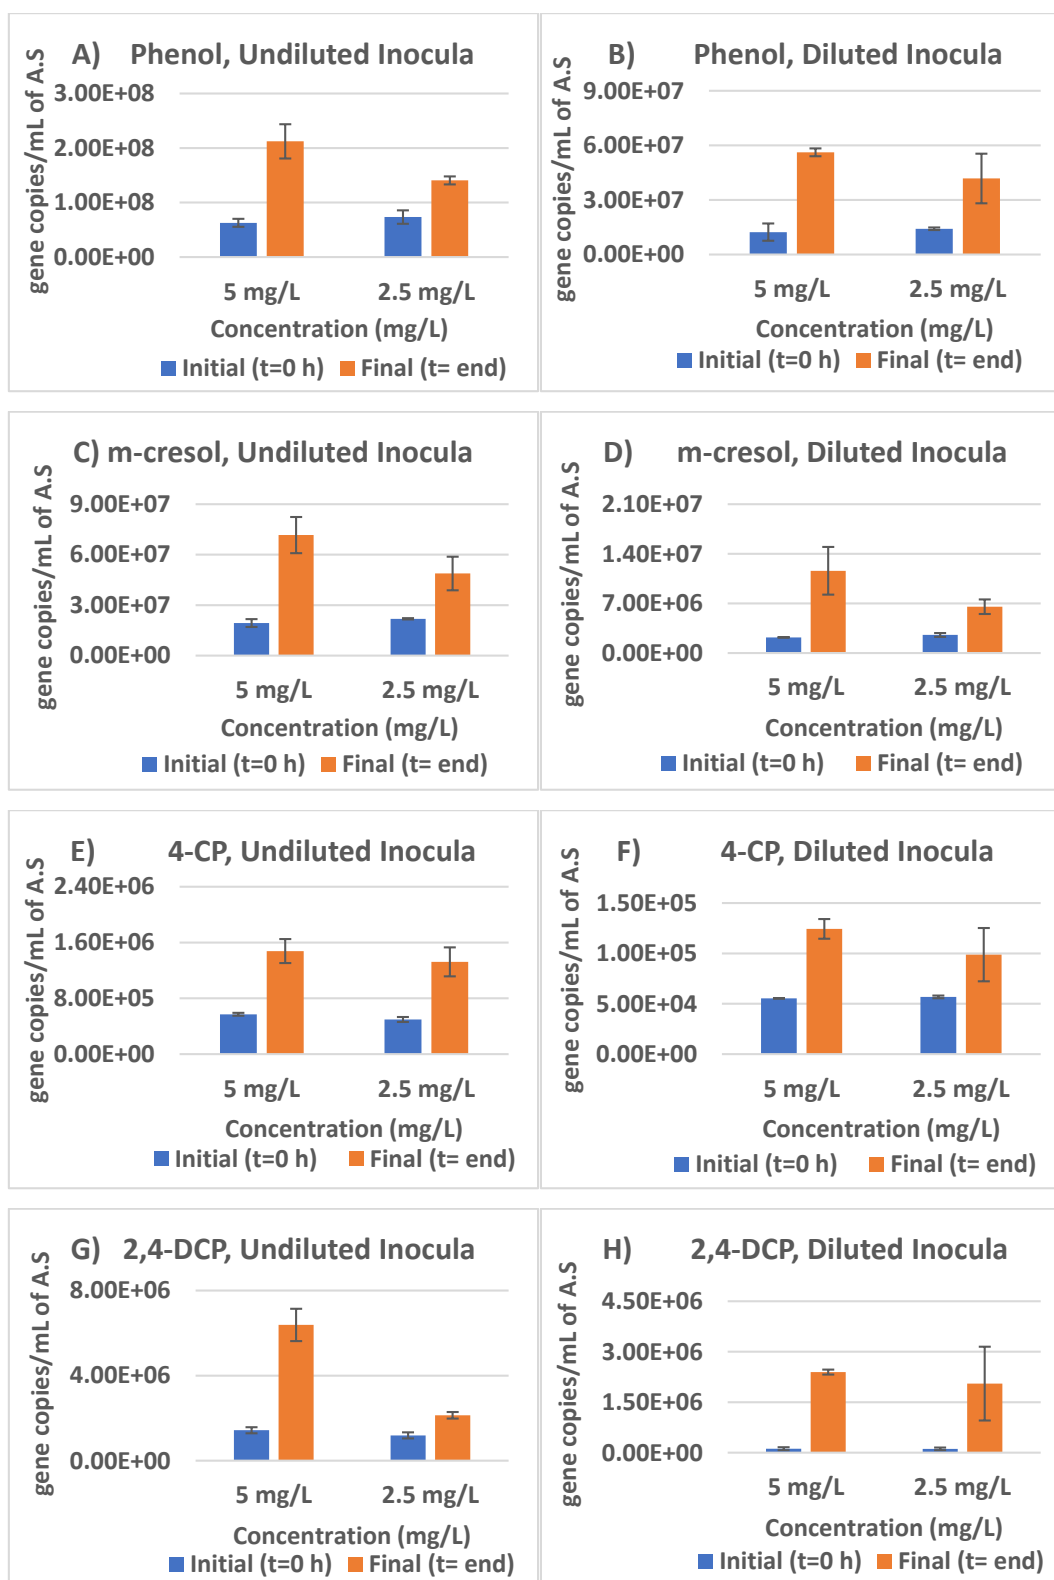 A) Phenol, Undiluted Inocula
gene copies/mL of A.S
3.00E+08
2.00E+08
1.00E+08
0.00E+00
5 mg/L 2.5 mg/L
Concentration (mg/L)
Initial (t=0 h) Final (t= end)
B) Phenol, Diluted Inocula
gene copies/mL of A.S
9.00E+07
6.00E+07
3.00E+07
0.00E+00
5 mg/L 2.5 mg/L
Concentration (mg/L)
Initial (t=0 h) Final (t= end)
C) m-cresol, Undiluted Inocula
gene copies/mL of A.S
9.00E+07
6.00E+07
3.00E+07
0.00E+00
5 mg/L 2.5 mg/L
Concentration (mg/L)
Initial (t=0 h) Final (t= end)
D) m-cresol, Diluted Inocula
gene copies/mL of A.S
2.10E+07
1.40E+07
7.00E+06
0.00E+00
5 mg/L 2.5 mg/L
Concentration (mg/L)
Initial (t=0 h) Final (t= end)
E) 4-CP, Undiluted Inocula
gene copies/mL of A.S
2.40E+06
1.60E+06
8.00E+05
0.00E+00
5 mg/L 2.5 mg/L
Concentration (mg/L)
Initial (t=0 h) Final (t= end)
F) 4-CP, Diluted Inocula
gene copies/mL of A.S
1.50E+05
1.00E+05
5.00E+04
0.00E+00
5 mg/L 2.5 mg/L
Concentration (mg/L)
Initial (t=0 h) Final (t= end)
G) 2,4-DCP, Undiluted Inocula
gene copies/mL of A.S
8.00E+06
4.00E+06
0.00E+00
5 mg/L 2.5 mg/L
Concentration (mg/L)
Initial (t=0 h) Final (t= end)
H) 2,4-DCP, Diluted Inocula
gene copies/mL of A.S
4.50E+06
3.00E+06
1.50E+06
0.00E+00
5 mg/L 2.5 mg/L
Concentration (mg/L)
Initial (t=0 h) Final (t= end)